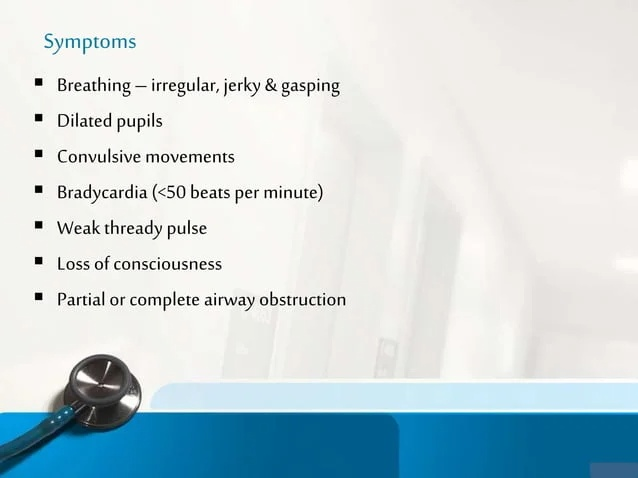 Symptoms
▪ Breathing – irregular, jerky & gasping
▪ Dilated pupils
▪ Convulsive movements
▪ Bradycardia (<50 beats per minute)
▪ Weak thready pulse
▪ Loss of consciousness
▪ Partial or complete airway obstruction